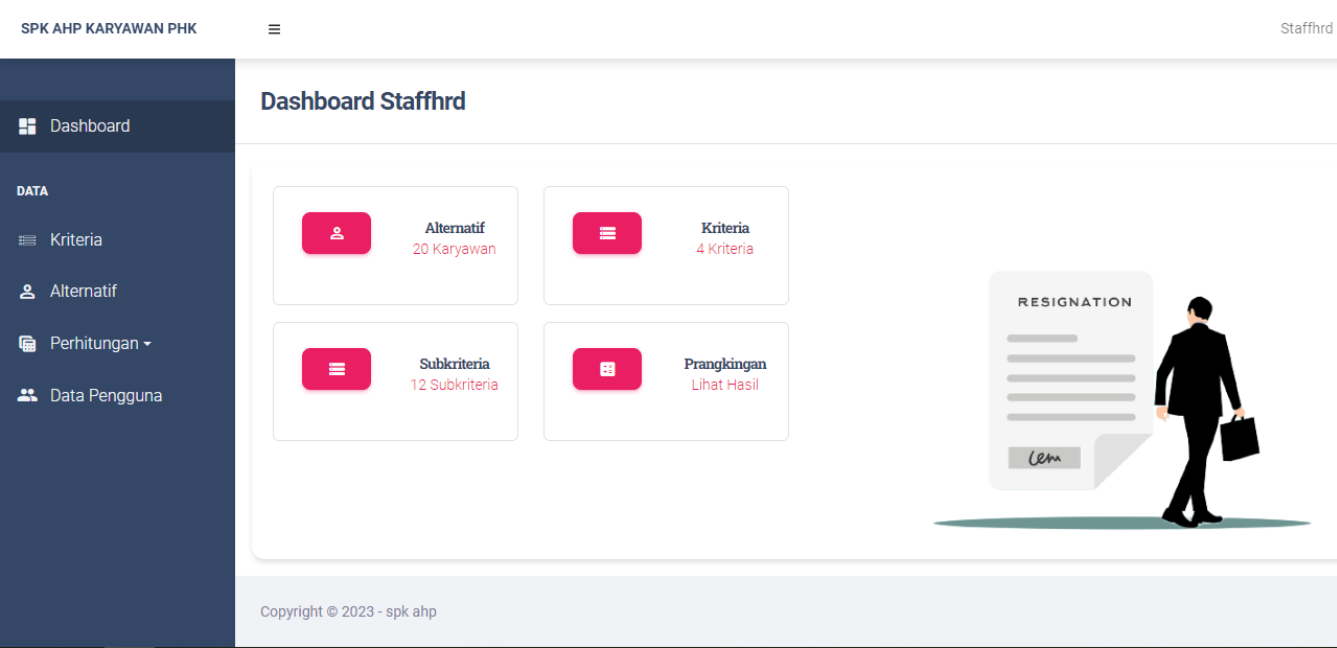 SPK AHP KARYAWAN PHK
Staffhrd
Dashboard
DATA
Kriteria
Alternatif
Perhitungan
Data Pengguna
Dashboard Staffhrd
Alternatif
20 Karyawan
Kriteria
4 Kriteria
Subkriteria
12 Subkriteria
Prangkingan
Lihat Hasil
RESIGNATION
Copyright © 2023 - spk ahp